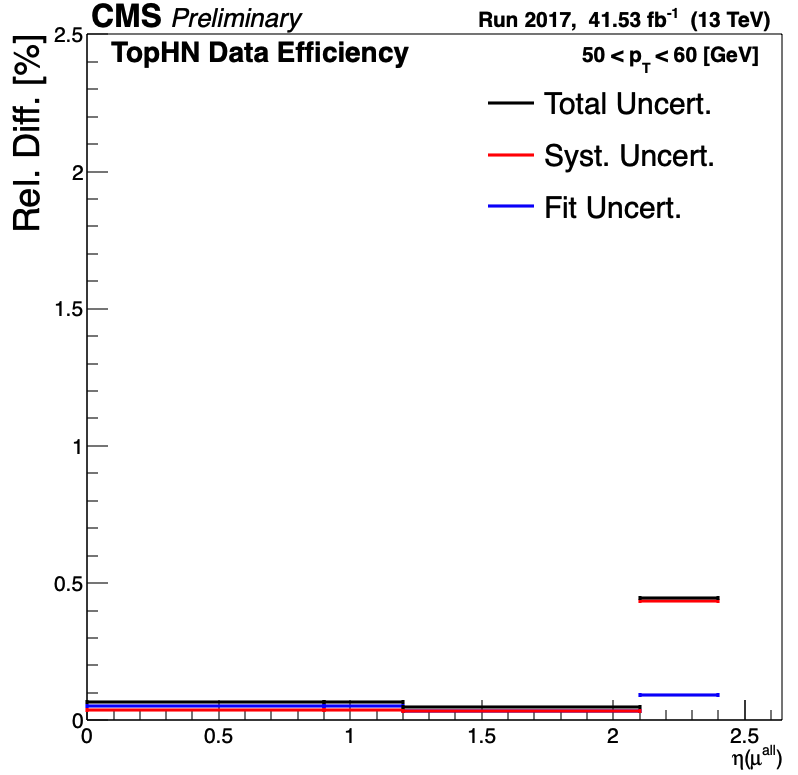 CMS Preliminary
Run 2017, 41.53 fb⁻¹ (13 TeV)
TopHN Data Efficiency
50 < p_T < 60 [GeV]
Total Uncert.
Syst. Uncert.
Fit Uncert.
Rel. Diff. [%]
2.5
2
1.5
1
0.5
0
0 0.5 1 1.5 2 2.5
η(μ^all)